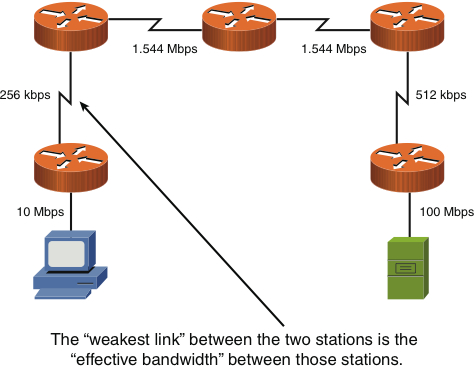 1.544 Mbps
1.544 Mbps
256 kbps
512 kbps
10 Mbps
100 Mbps
The “weakest link” between the two stations is the
“effective bandwidth” between those stations.